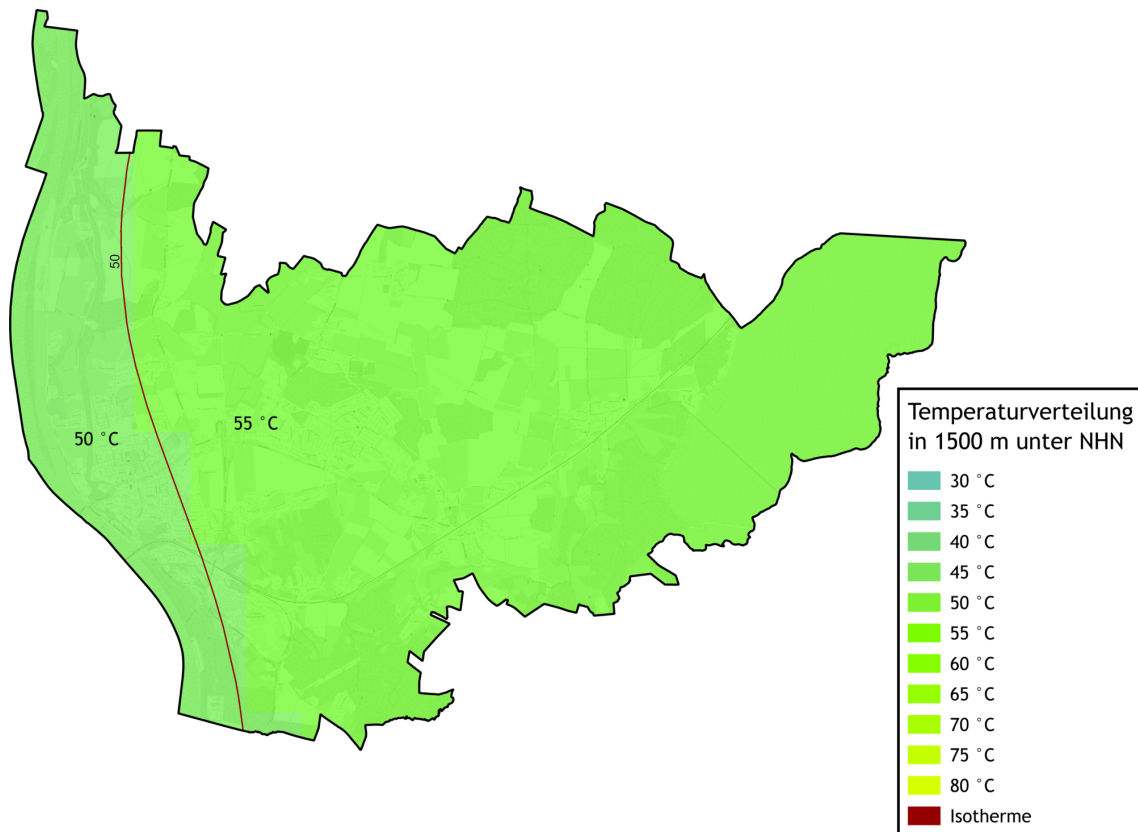 50
50 °C
55 °C
Temperaturverteilung
in 1500 m unter NHN
30 °C
35 °C
40 °C
45 °C
50 °C
55 °C
60 °C
65 °C
70 °C
75 °C
80 °C
Isotherme